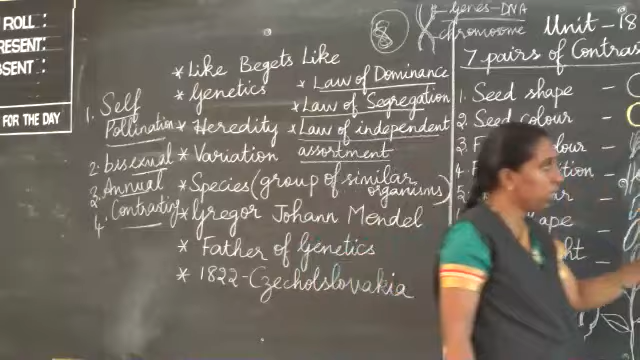 ROLL :
PRESENT:
ABSENT :
FOR THE DAY
1. Self
Pollination
2. bisexual
3. Annual
4. Contrasting
* Like Begets Like
* Genetics
* Heredity
* Variation
* Species (group of similar
organisms)
* Gregor Johann Mendel
* Father of Genetics
* 1822-Czecholslovakia
* Law of Dominance
* Law of Segregation
* Law of independent
assortment
8
Genes-DNA
chromosome
Unit - 18
7 pairs of Contras
1. Seed shape -
2. Seed colour -